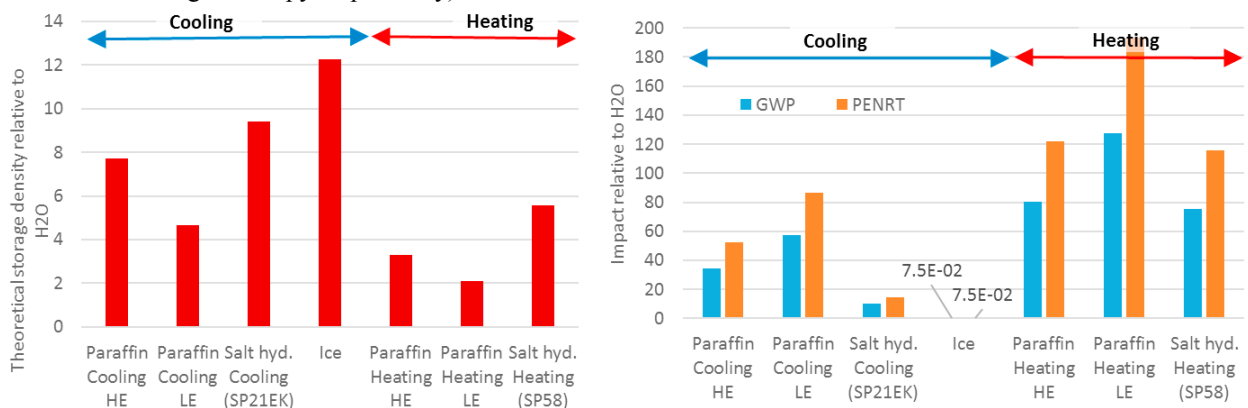 Cooling
Heating
Theoretical storage density relative to
H2O
14
12
10
8
6
4
2
0
Paraffin
Cooling
HE
Paraffin
Cooling
LE
Salt hyd.
Cooling
(SP21EK)
Ice
Paraffin
Heating
HE
Paraffin
Heating
LE
Salt hyd.
Heating
(SP58)
Cooling
Heating
GWP
PENRT
Impact relative to H2O
200
180
160
140
120
100
80
60
40
20
0
7.5E-02
7.5E-02
Paraffin
Cooling
HE
Paraffin
Cooling
LE
Salt hyd.
Cooling
(SP21EK)
Ice
Paraffin
Heating
HE
Paraffin
Heating
LE
Salt hyd.
Heating
(SP58)